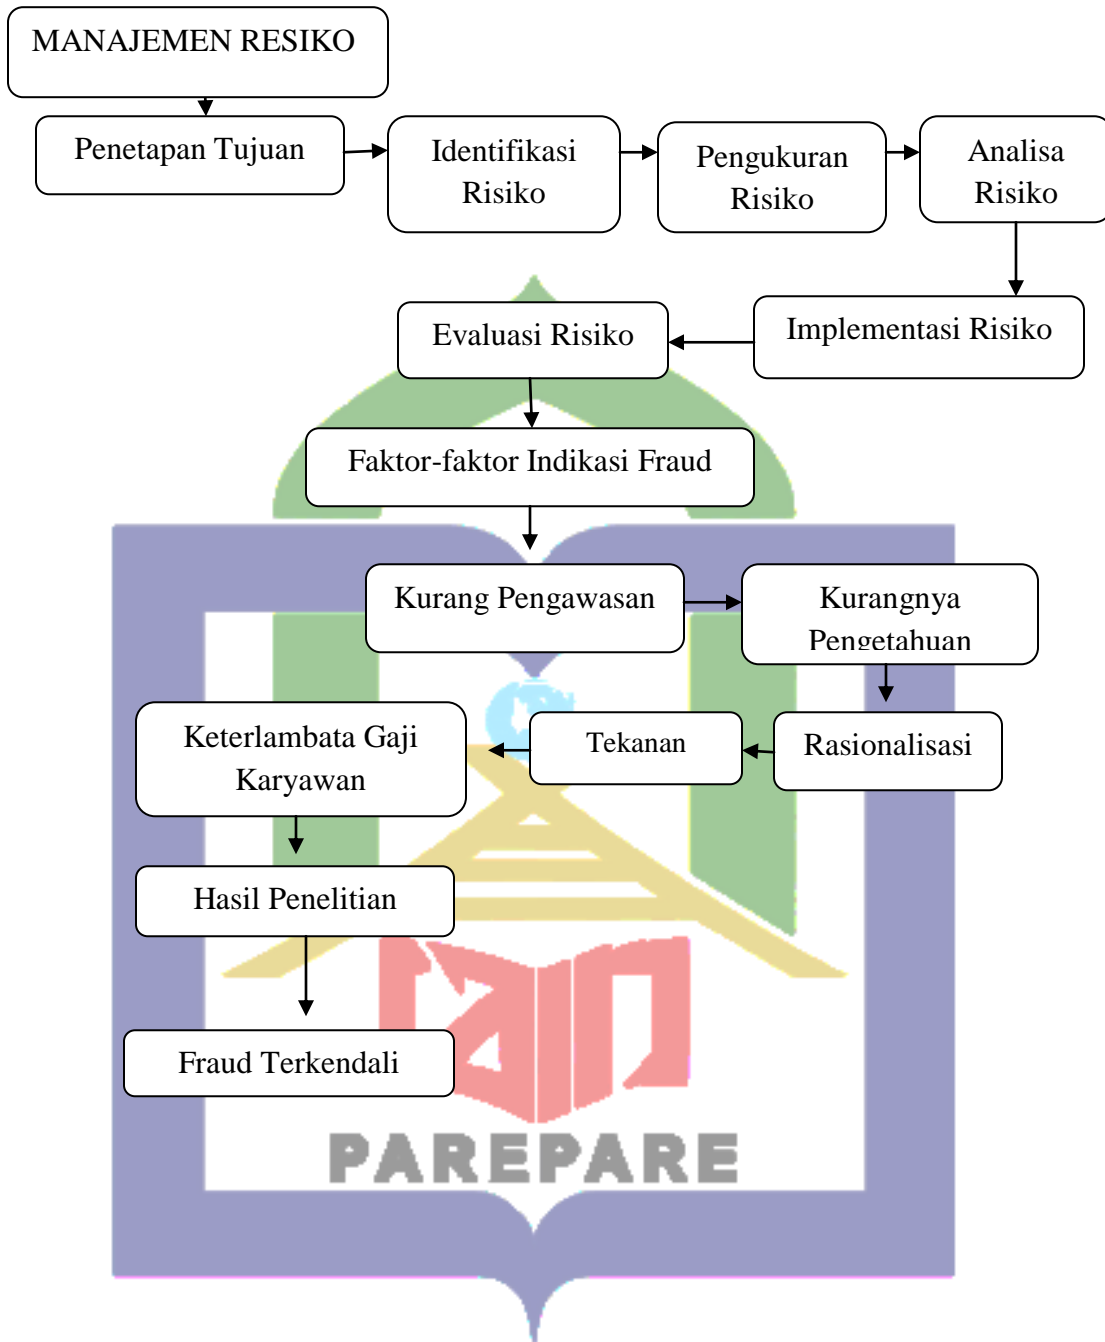 MANAJEMEN RESIKO
Penetapan Tujuan
Identifikasi
Risiko
Pengukuran
Risiko
Analisa
Risiko
Implementasi Risiko
Evaluasi Risiko
Faktor-faktor Indikasi Fraud
Kurang Pengawasan
Kurangnya
Pengetahuan
Rasionalisasi
Tekanan
Keterlambata Gaji
Karyawan
Hasil Penelitian
Fraud Terkendali
iain
PAREPARE